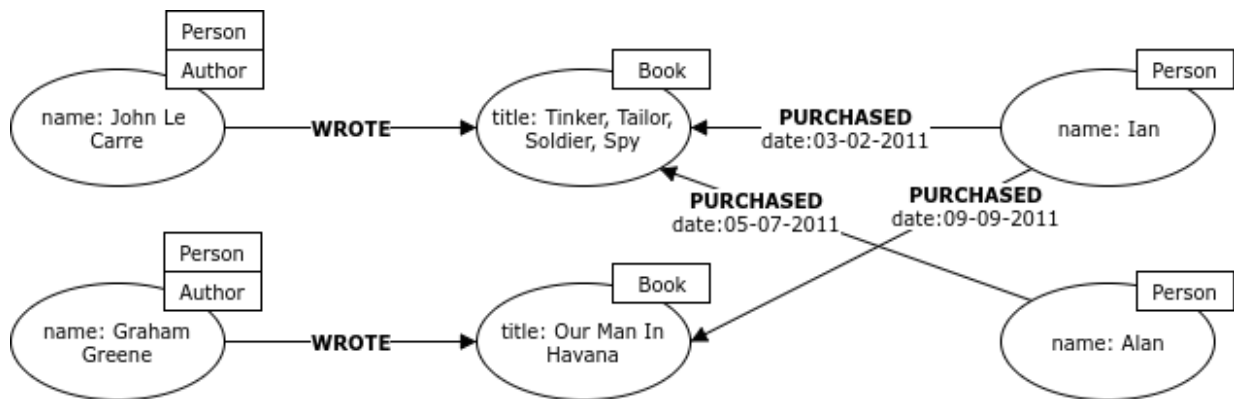 Person
Author
name: John Le
Carre
WROTE
Book
title: Tinker, Tailor,
Soldier, Spy
PURCHASED
date:03-02-2011
Person
name: Ian
PURCHASED
date:05-07-2011
PURCHASED
date:09-09-2011
Person
Author
name: Graham
Greene
WROTE
Book
title: Our Man In
Havana
Person
name: Alan